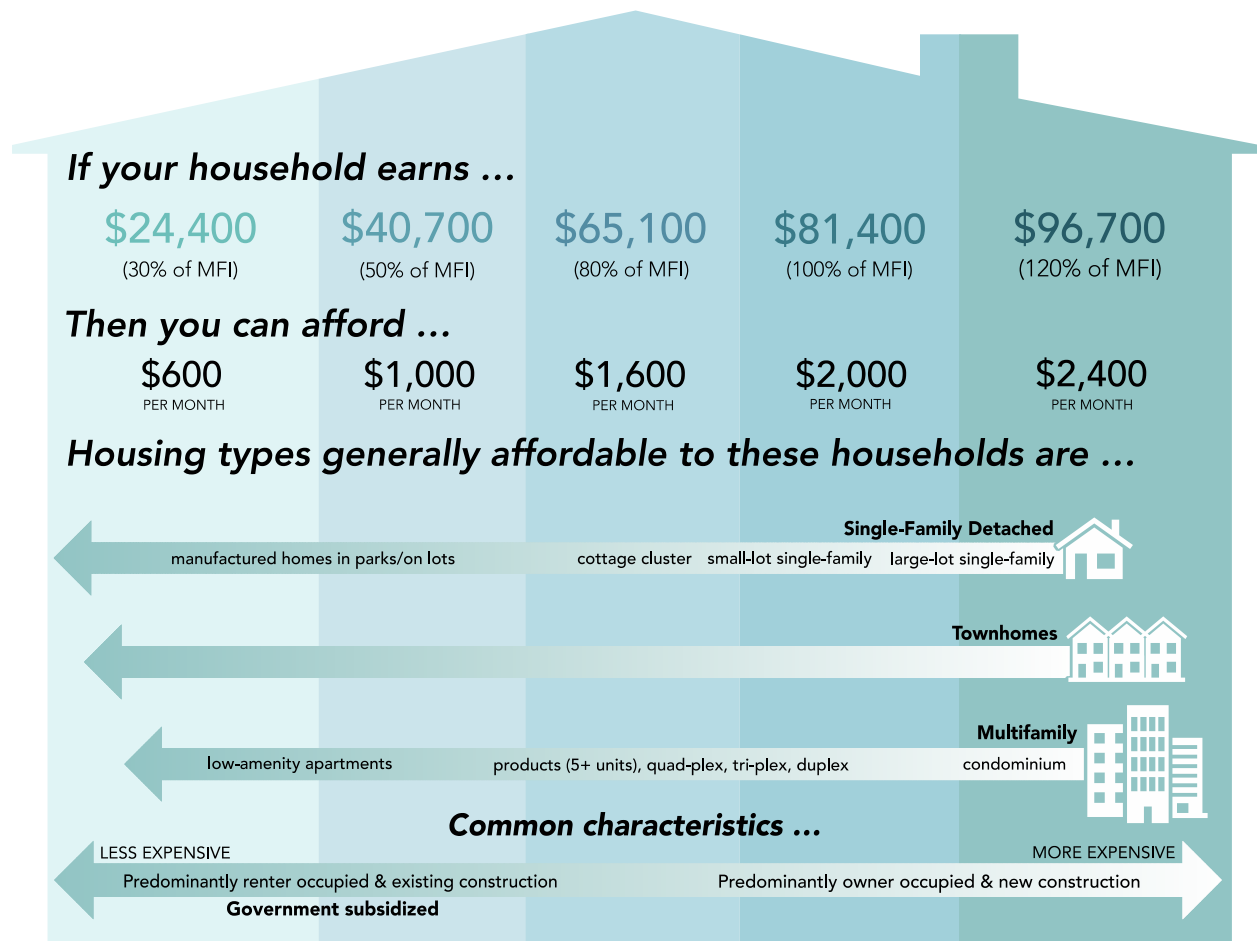 If your household earns ...
$24,400 $40,700 $65,100 $81,400 $96,700
(30% of MFI) (50% of MFI) (80% of MFI) (100% of MFI) (120% of MFI)
Then you can afford ...
$600 $1,000 $1,600 $2,000 $2,400
PER MONTH PER MONTH PER MONTH PER MONTH PER MONTH
Housing types generally affordable to these households are ...
Single-Family Detached
manufactured homes in parks/on lots cottage cluster small-lot single-family large-lot single-family
Townhomes
Multifamily
low-amenity apartments products (5+ units), quad-plex, tri-plex, duplex condominium
Common characteristics ...
LESS EXPENSIVE MORE EXPENSIVE
Predominantly renter occupied & existing construction Predominantly owner occupied & new construction
Government subsidized